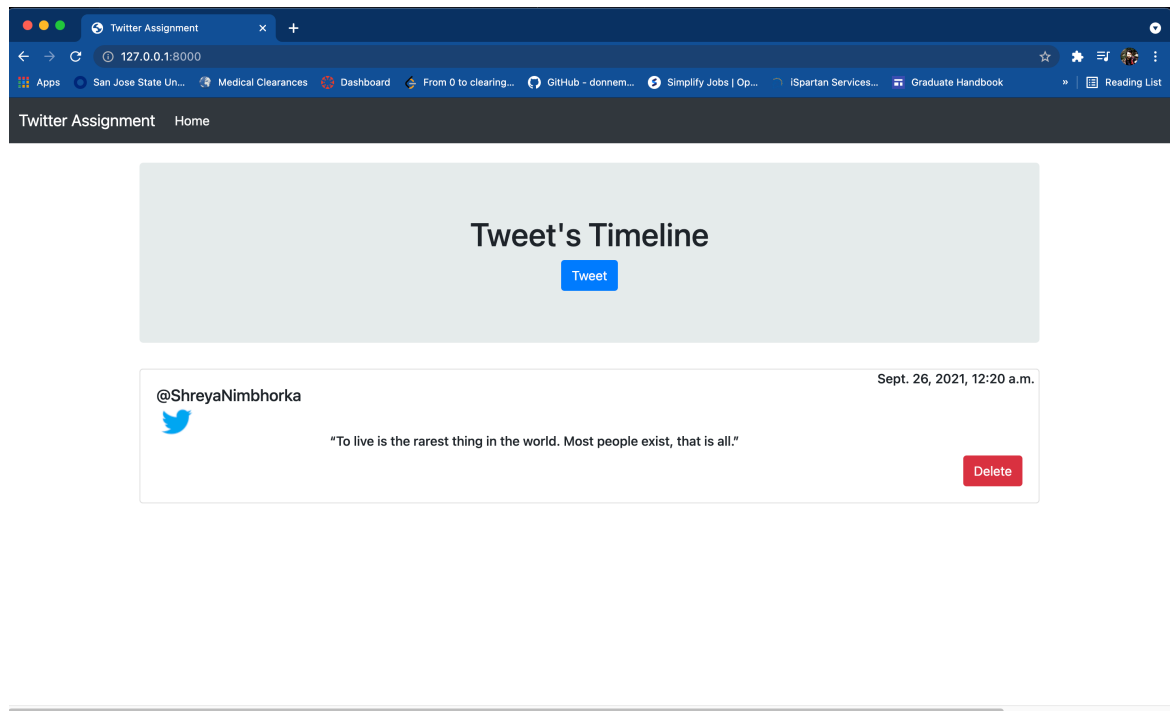 Twitter Assignment
127.0.0.1:8000
Apps San Jose State Un... Medical Clearances Dashboard From 0 to clearing... GitHub - donnem... Simplify Jobs | Op... iSpartan Services... Graduate Handbook » Reading List
Twitter Assignment Home
Tweet's Timeline
Tweet
Sept. 26, 2021, 12:20 a.m.
@ShreyaNimbhorka
“To live is the rarest thing in the world. Most people exist, that is all.”
Delete